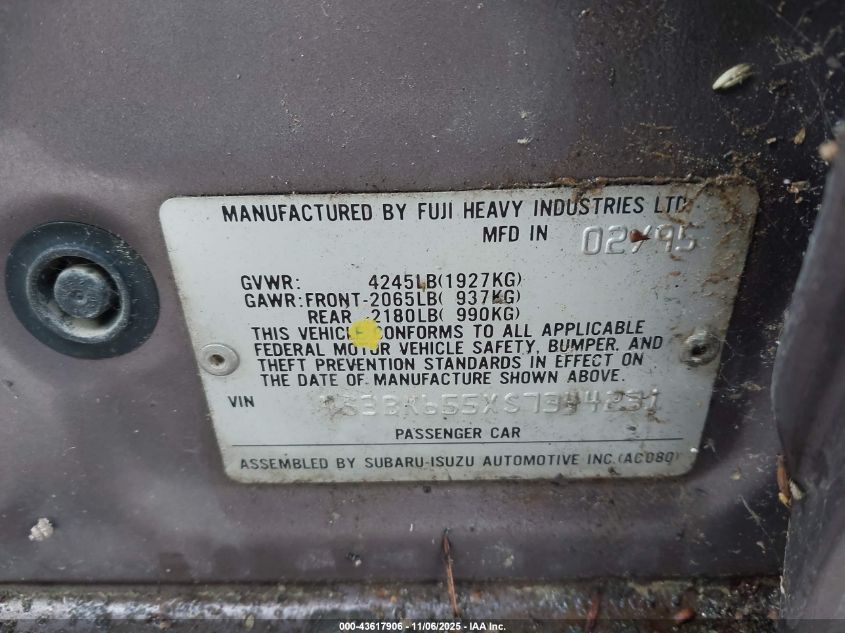 MANUFACTURED BY FUJI HEAVY INDUSTRIES LTD.
MFD IN 02/95
GVWR: 4245LB(1927KG)
GAWR: FRONT-2065LB( 937KG)
REAR -2180LB( 990KG)
THIS VEHICLE CONFORMS TO ALL APPLICABLE
FEDERAL MOTOR VEHICLE SAFETY, BUMPER, AND
THEFT PREVENTION STANDARDS IN EFFECT ON
THE DATE OF MANUFACTURE SHOWN ABOVE.
VIN
PASSENGER CAR
ASSEMBLED BY SUBARU-ISUZU AUTOMOTIVE INC.(AC080)
000-43617906 - 11/06/2025 - © IAA Inc.